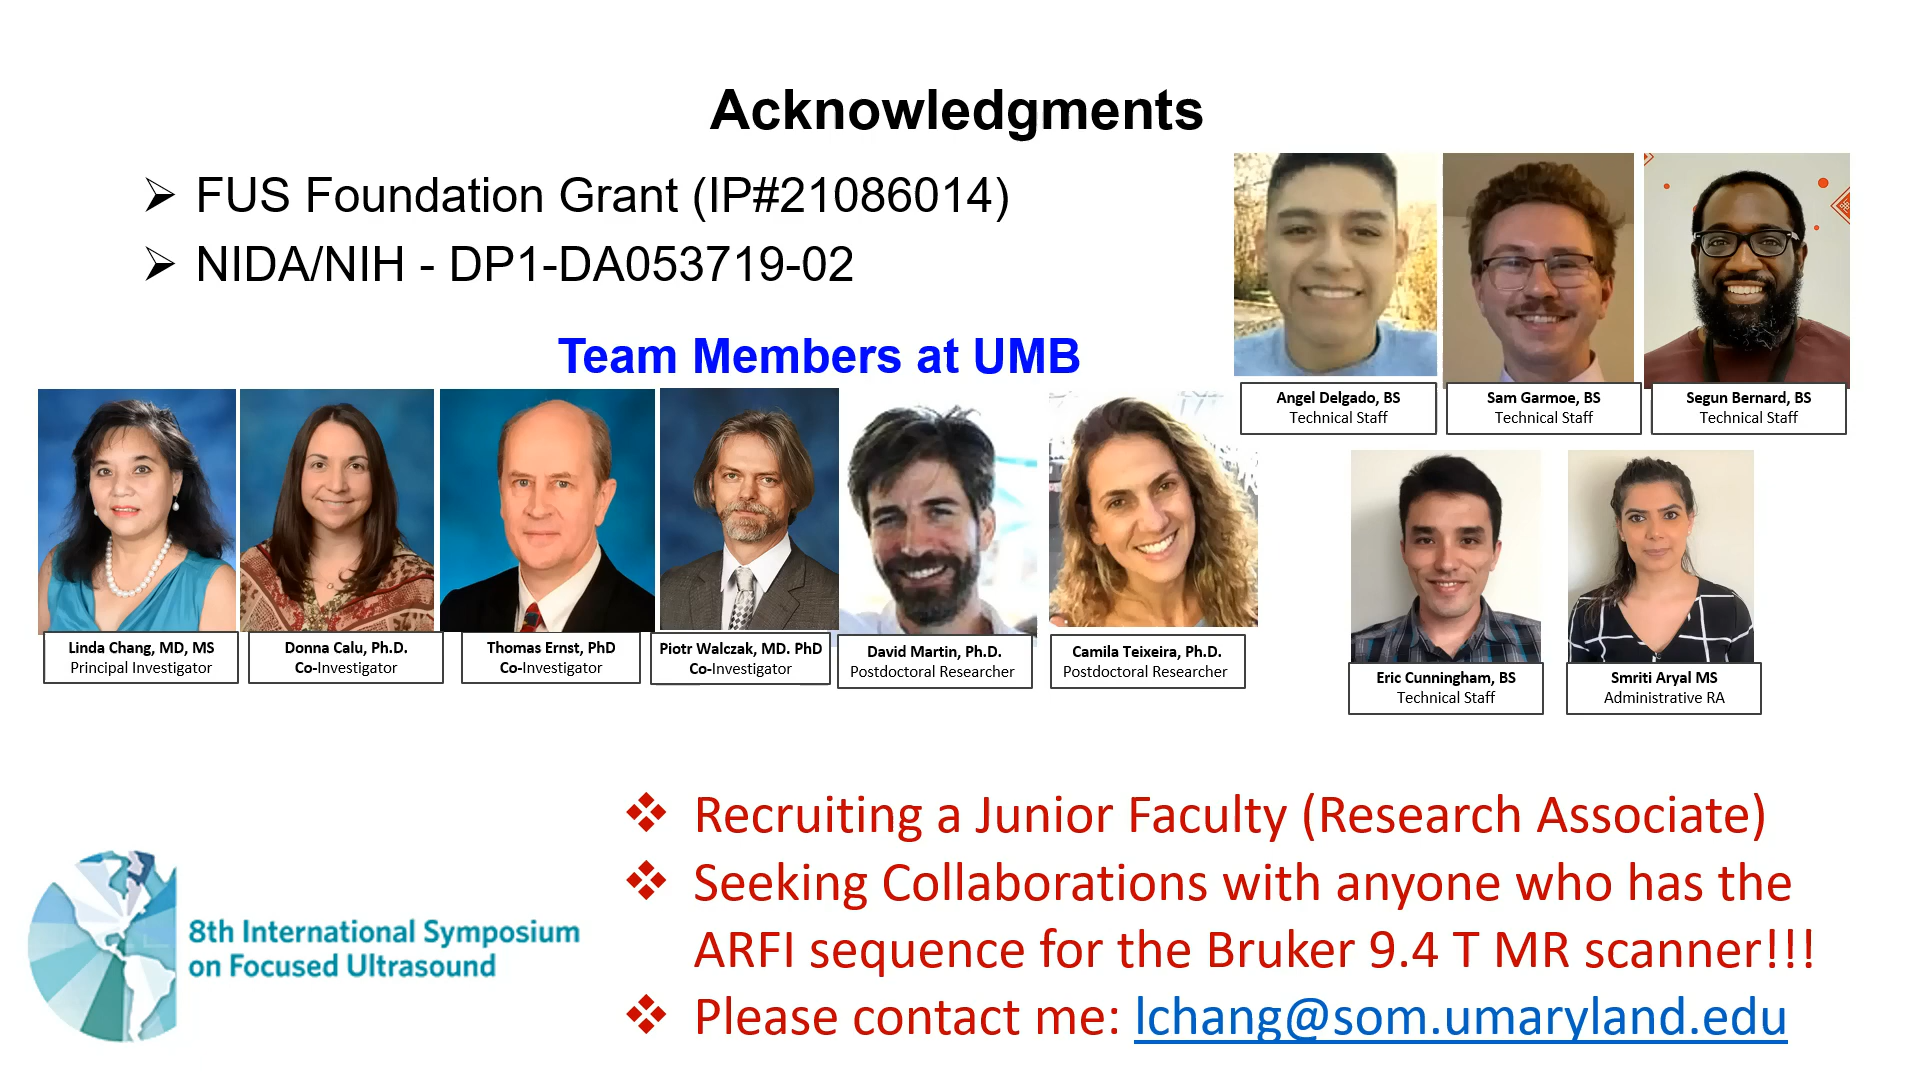 Acknowledgments
FUS Foundation Grant (IP#21086014)
NIDA/NIH - DP1-DA053719-02
Team Members at UMB
Linda Chang, MD, MS
Principal Investigator
Donna Calu, Ph.D.
Co-Investigator
Thomas Ernst, PhD
Co-Investigator
Piotr Walczak, MD. PhD
Co-Investigator
David Martin, Ph.D.
Postdoctoral Researcher
Camila Teixeira, Ph.D.
Postdoctoral Researcher
Angel Delgado, BS
Technical Staff
Sam Garmoe, BS
Technical Staff
Segun Bernard, BS
Technical Staff
Eric Cunningham, BS
Technical Staff
Smriti Aryal MS
Administrative RA
Recruiting a Junior Faculty (Research Associate)
Seeking Collaborations with anyone who has the
ARFI sequence for the Bruker 9.4 T MR scanner!!!
Please contact me: lchang@som.umaryland.edu
8th International Symposium
on Focused Ultrasound